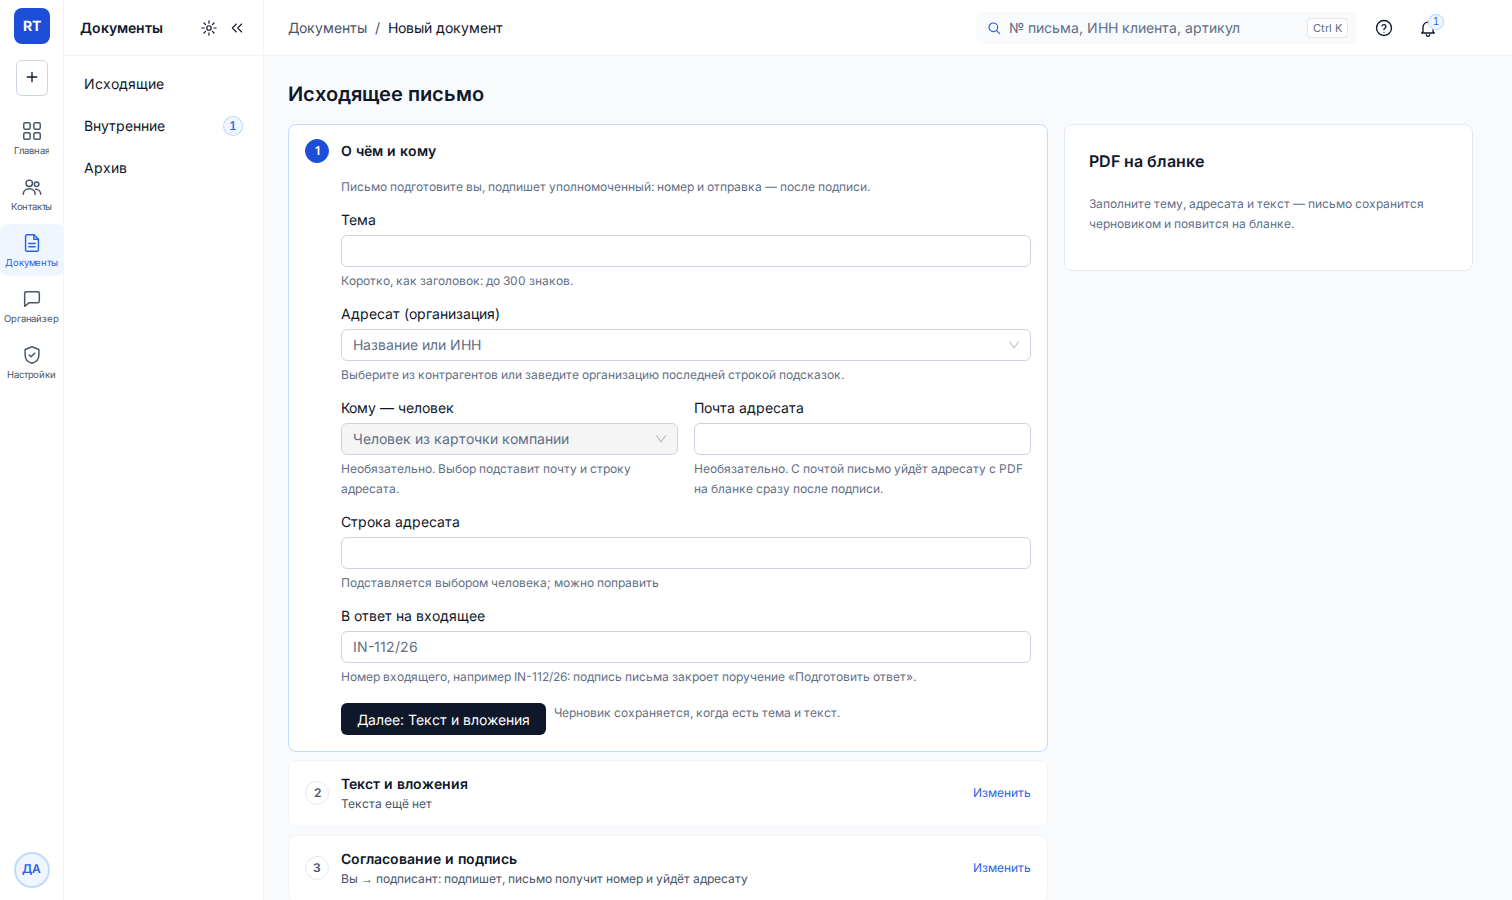 RT
Документы
Документы / Новый документ
№ письма, ИНН клиента, артикул
Ctrl K
1
Главная
Контакты
Документы
Органайзер
Настройки
ДА
Исходящие
Внутренние
1
Архив
Исходящее письмо
1
О чём и кому
Письмо подготовите вы, подпишет уполномоченный: номер и отправка — после подписи.
Тема
Коротко, как заголовок: до 300 знаков.
Адресат (организация)
Название или ИНН
Выберите из контрагентов или заведите организацию последней строкой подсказок.
Кому — человек
Человек из карточки компании
Необязательно. Выбор подставит почту и строку
адресата.
Почта адресата
Необязательно. С почтой письмо уйдёт адресату с PDF
на бланке сразу после подписи.
Строка адресата
Подставляется выбором человека; можно поправить
В ответ на входящее
IN-112/26
Номер входящего, например IN-112/26: подпись письма закроет поручение «Подготовить ответ».
Далее: Текст и вложения
Черновик сохраняется, когда есть тема и текст.
2
Текст и вложения
Текста ещё нет
Изменить
3
Согласование и подпись
Вы → подписант: подпишет, письмо получит номер и уйдёт адресату
Изменить
PDF на бланке
Заполните тему, адресата и текст — письмо сохранится
черновиком и появится на бланке.